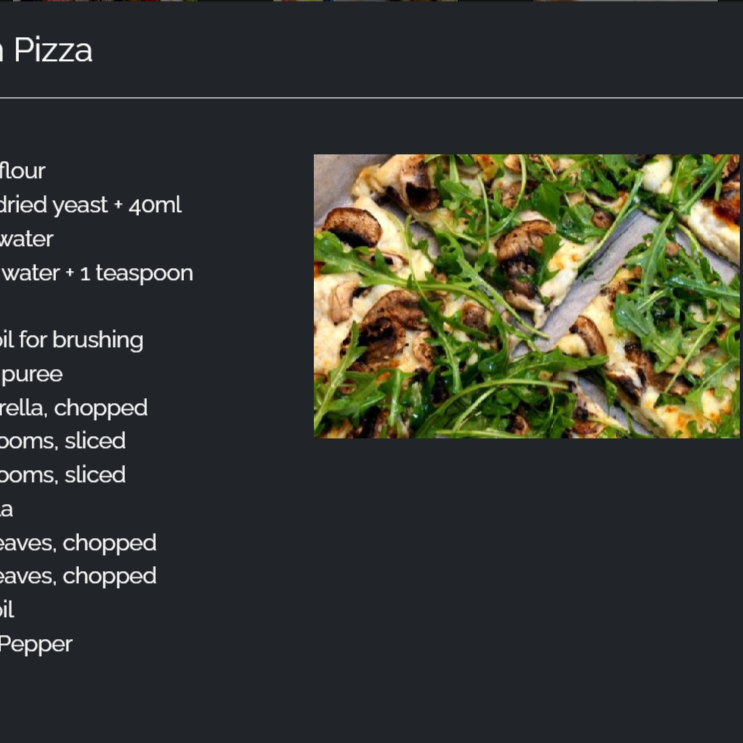 Pizza
flour
dried yeast + 40ml
water
water + 1 teaspoon
oil for brushing
puree
rella, chopped
ooms, sliced
ooms, sliced
la
eaves, chopped
eaves, chopped
oil
Pepper